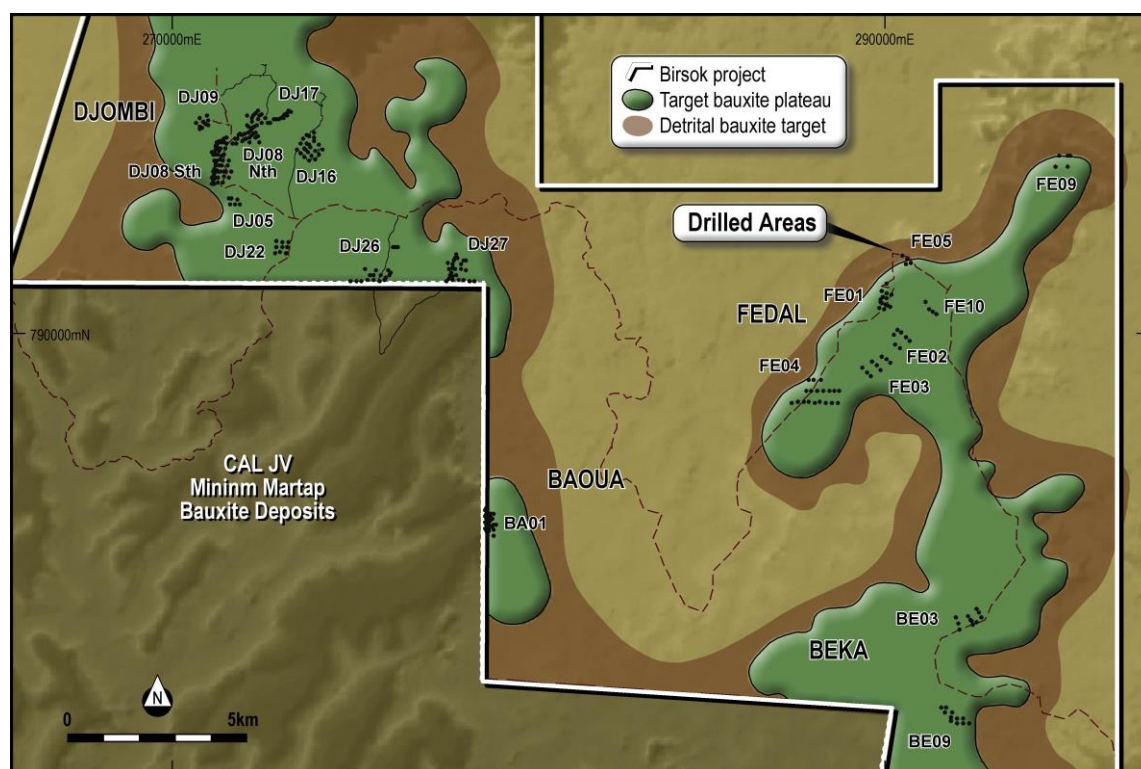 270000mE
290000mE
Birsok project
Target bauxite plateau
Detrital bauxite target
DJOMBI
DJ09
DJ17
DJ08 Sth
DJ08
Nth
DJ16
DJ05
DJ22
DJ26
DJ27
FE09
Drilled Areas
FE05
FE01
FE10
FEDAL
790000mN
FE02
FE04
FE03
CAL JV
Mininm Martap
Bauxite Deposits
BAOUA
BA01
BE03
BEKA
N
0
5km
BE09